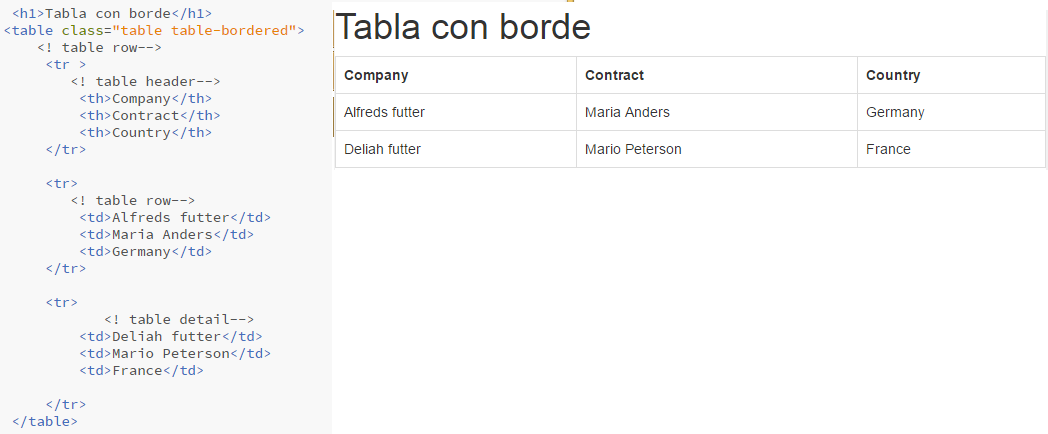 <h1>Tabla con borde</h1>
<table class="table table-bordered">
<! table row-->
<tr >
<! table header-->
<th>Company</th>
<th>Contract</th>
<th>Country</th>
</tr>
<tr>
<! table row-->
<td>Alfreds futter</td>
<td>Maria Anders</td>
<td>Germany</td>
</tr>
<tr>
<! table detail-->
<td>Deliah futter</td>
<td>Mario Peterson</td>
<td>France</td>
</tr>
</table>
Tabla con borde
Company Contract Country
Alfreds futter Maria Anders Germany
Deliah futter Mario Peterson France